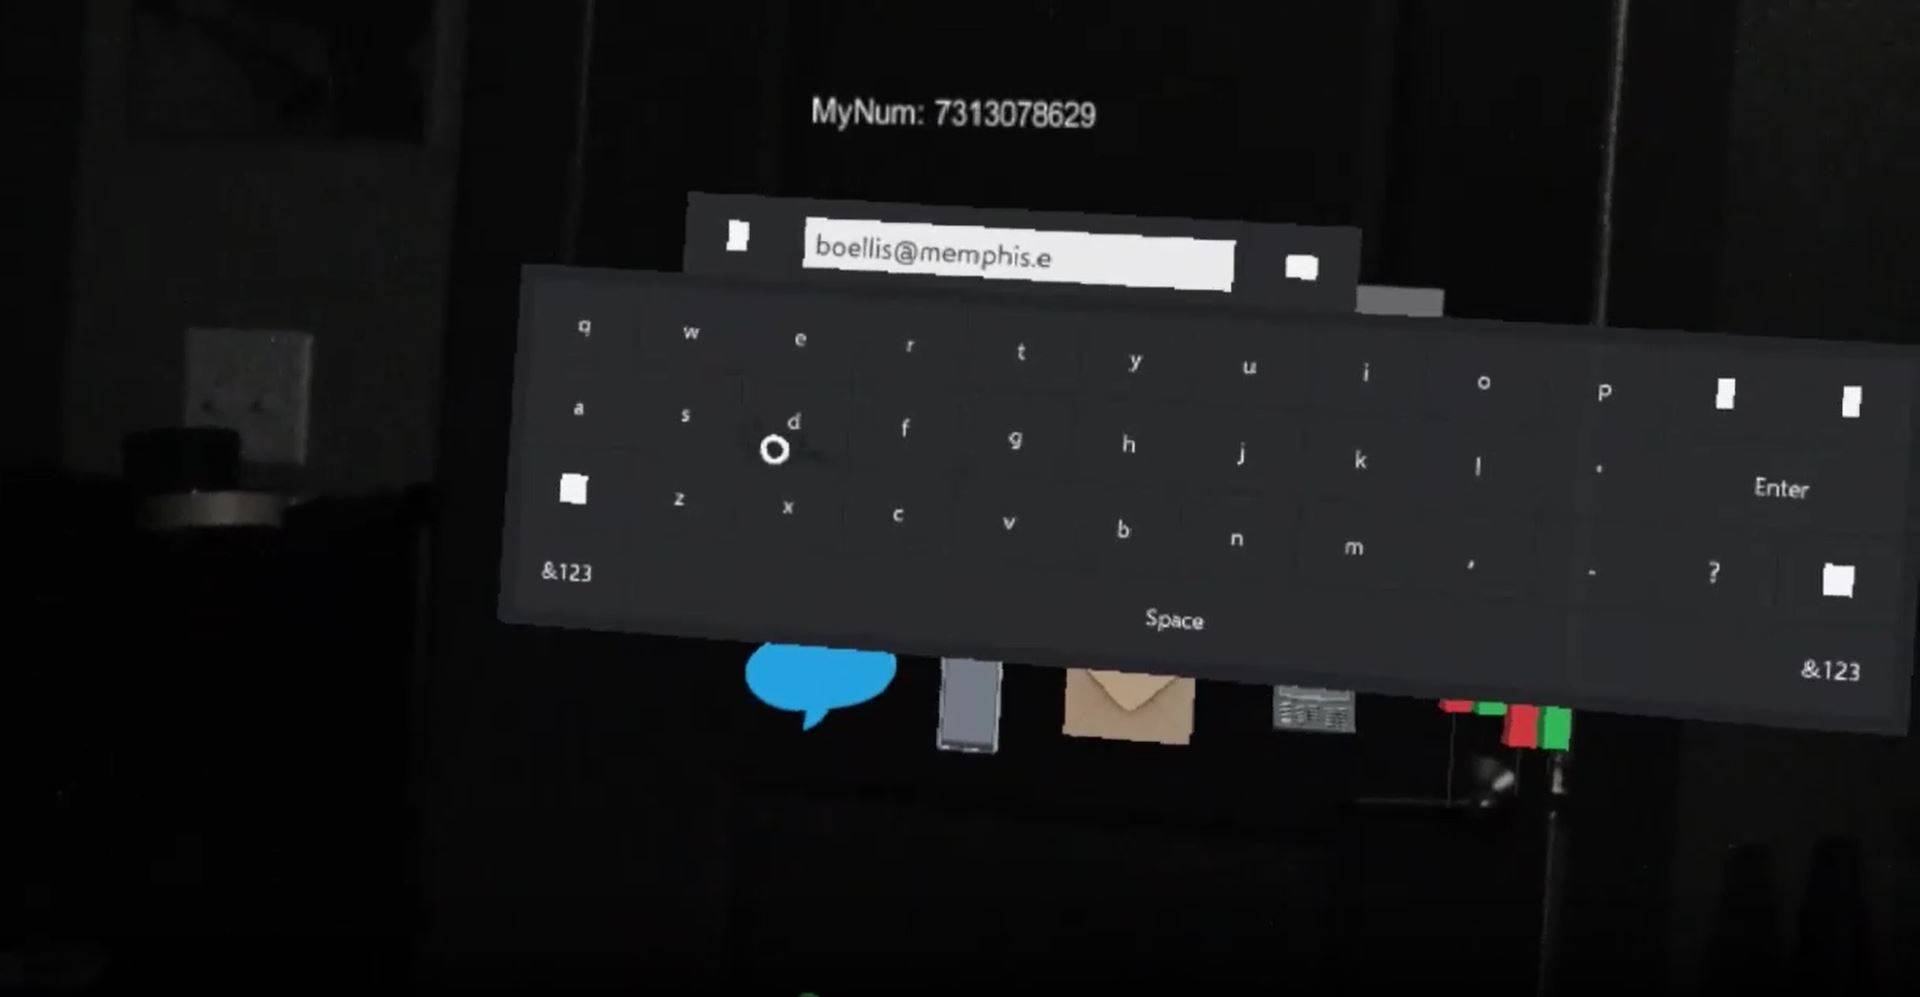 MyNum: 7313078629
boellis@memphis.e
q w e r t y u i o p
a s d f g h j k l Enter
z x c v b n m , ?
&123 Space &123